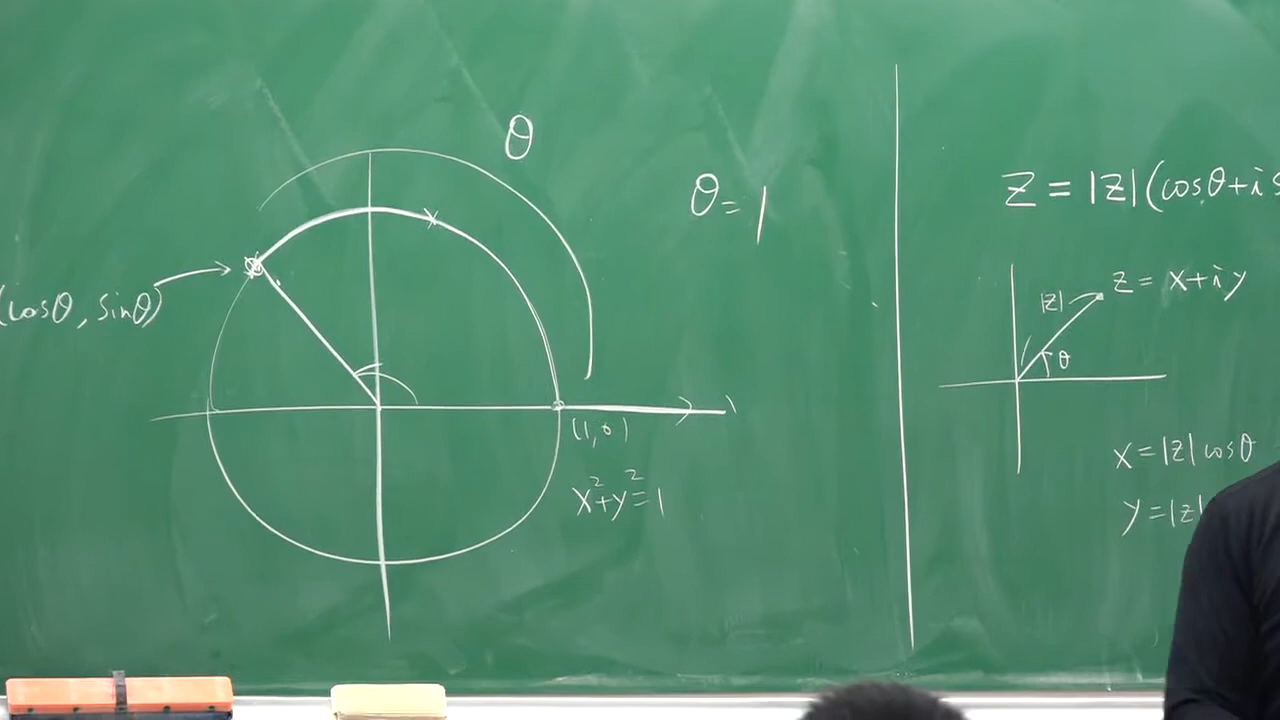 θ
θ=1
(cosθ, sinθ)
(1,0)
x²+y²=1
z=|z|(cosθ+i s
z=x+iy
|z|
θ
x=|z|cosθ
y=|z|